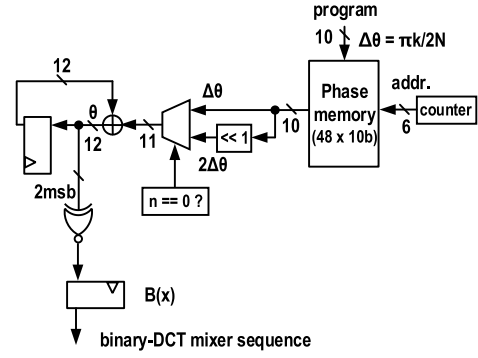 program
10
Δθ = πk/2N
12
Δθ
Phase
memory
(48 x 10b)
addr.
counter
6
θ
12
11
<< 1
10
2Δθ
2msb
n == 0 ?
B(x)
binary-DCT mixer sequence